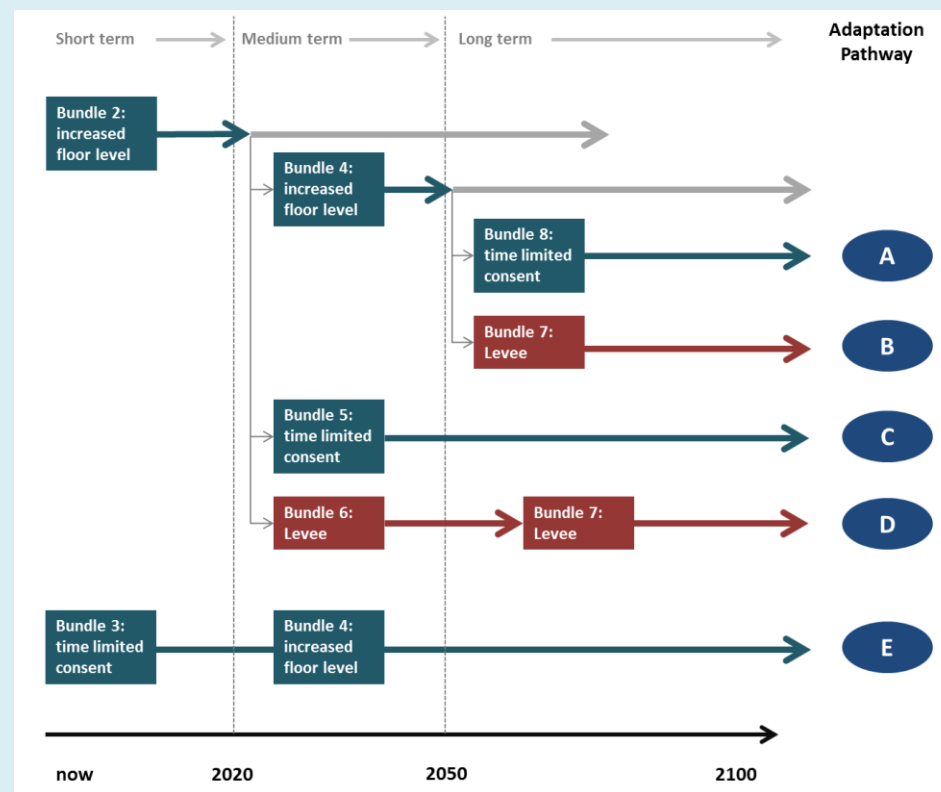 Short term
Medium term
Long term
Adaptation
Pathway
Bundle 2:
increased
floor level
Bundle 4:
increased
floor level
Bundle 8:
time limited
consent
A
Bundle 7:
Levee
B
Bundle 5:
time limited
consent
C
Bundle 6:
Levee
Bundle 7:
Levee
D
Bundle 3:
time limited
consent
Bundle 4:
increased
floor level
E
now
2020
2050
2100